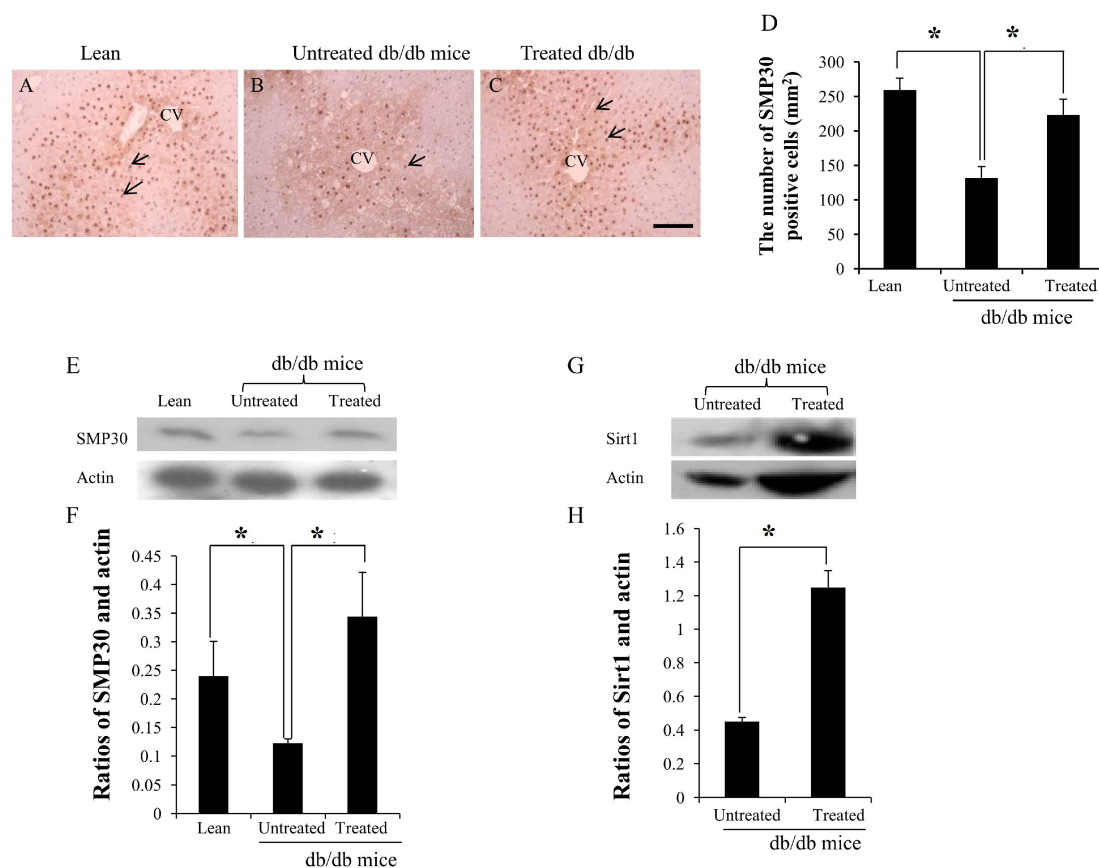 Lean
Untreated db/db mice
Treated db/db
A
CV
B
CV
C
CV
D
* *
The number of SMP30
positive cells (mm²)
300
250
200
150
100
50
0
Lean
Untreated
Treated
db/db mice
E
db/db mice
Lean
Untreated
Treated
SMP30
Actin
F
* *
Ratios of SMP30 and actin
0.45
0.4
0.35
0.3
0.25
0.2
0.15
0.1
0.05
0
Lean
Untreated
Treated
db/db mice
G
db/db mice
Untreated
Treated
Sirt1
Actin
H
*
Ratios of Sirt1 and actin
1.6
1.4
1.2
1
0.8
0.6
0.4
0.2
0
Untreated
Treated
db/db mice